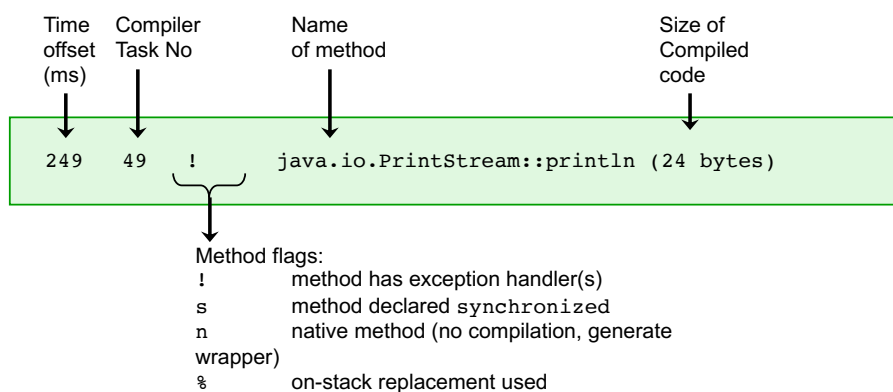 Time offset (ms)
Compiler Task No
Name of method
Size of Compiled code
249 49 ! java.io.PrintStream::println (24 bytes)
Method flags:
! method has exception handler(s)
s method declared synchronized
n native method (no compilation, generate
wrapper)
% on-stack replacement used